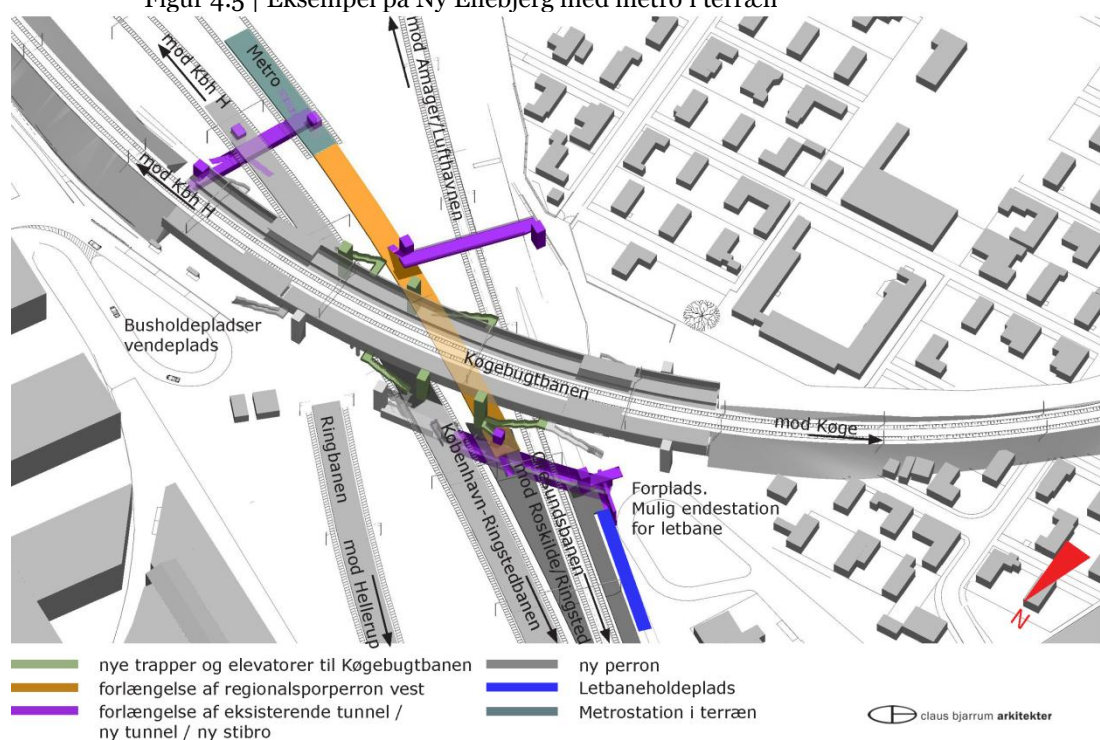 Figur 4.5 | Eksempel på Ny Ellebjerg med metro i terræn
mod Kbh H
Metro
mod Amager/Lufthavnen
mod Kbh H
Busholdepladser
vendeplads
Køgebugtbanen
mod Køge
Ringbanen
mod Hellerup
København-Ringstedbanen
mod Roskilde/Ringsted
Øresundsbanen
Forplads.
Mulig endestation
for letbane
N
nye trapper og elevatorer til Køgebugtbanen
forlængelse af regionalsporperron vest
forlængelse af eksisterende tunnel /
ny tunnel / ny stibro
ny perron
Letbaneholdeplads
Metrostation i terræn
claus bjarrum arkitekter